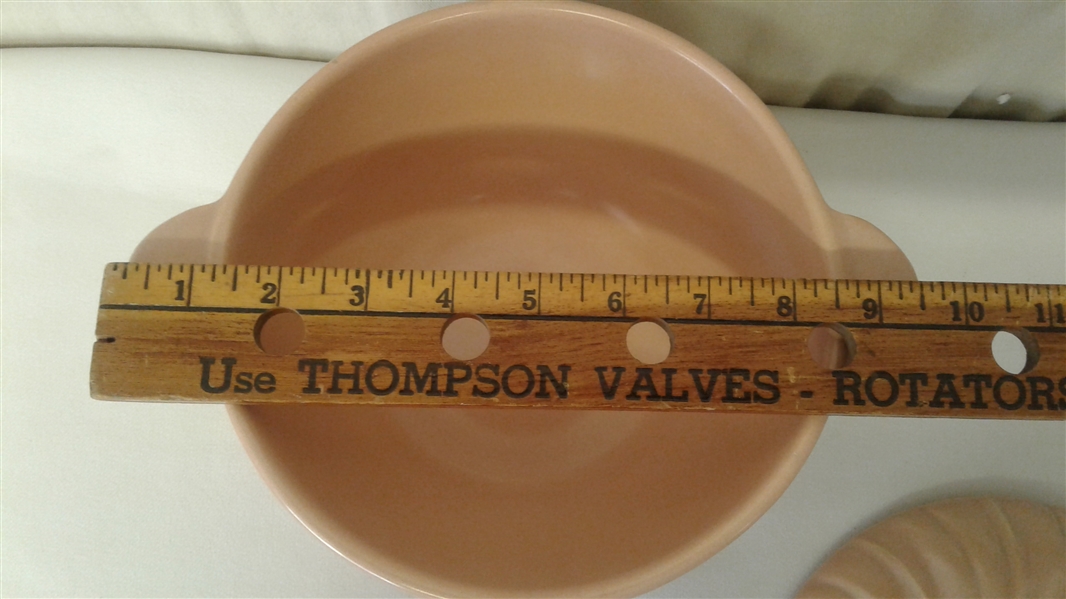 1 2 3 4 5 6 7 8 9 10 11
Use THOMPSON VALVES - ROTATORS